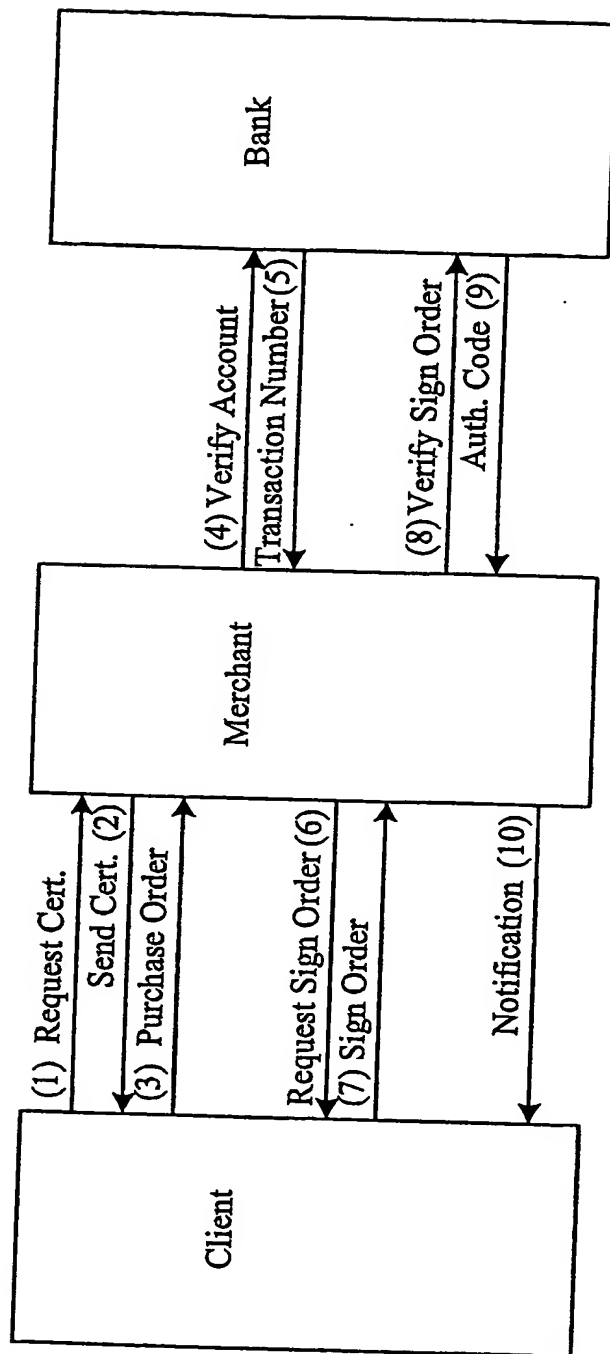 Client
Merchant
Bank
(1) Request Cert.
Send Cert. (2)
(3) Purchase Order
(4) Verify Account
Transaction Number (5)
Request Sign Order (6)
(7) Sign Order
(8) Verify Sign Order
Auth. Code (9)
Notification (10)